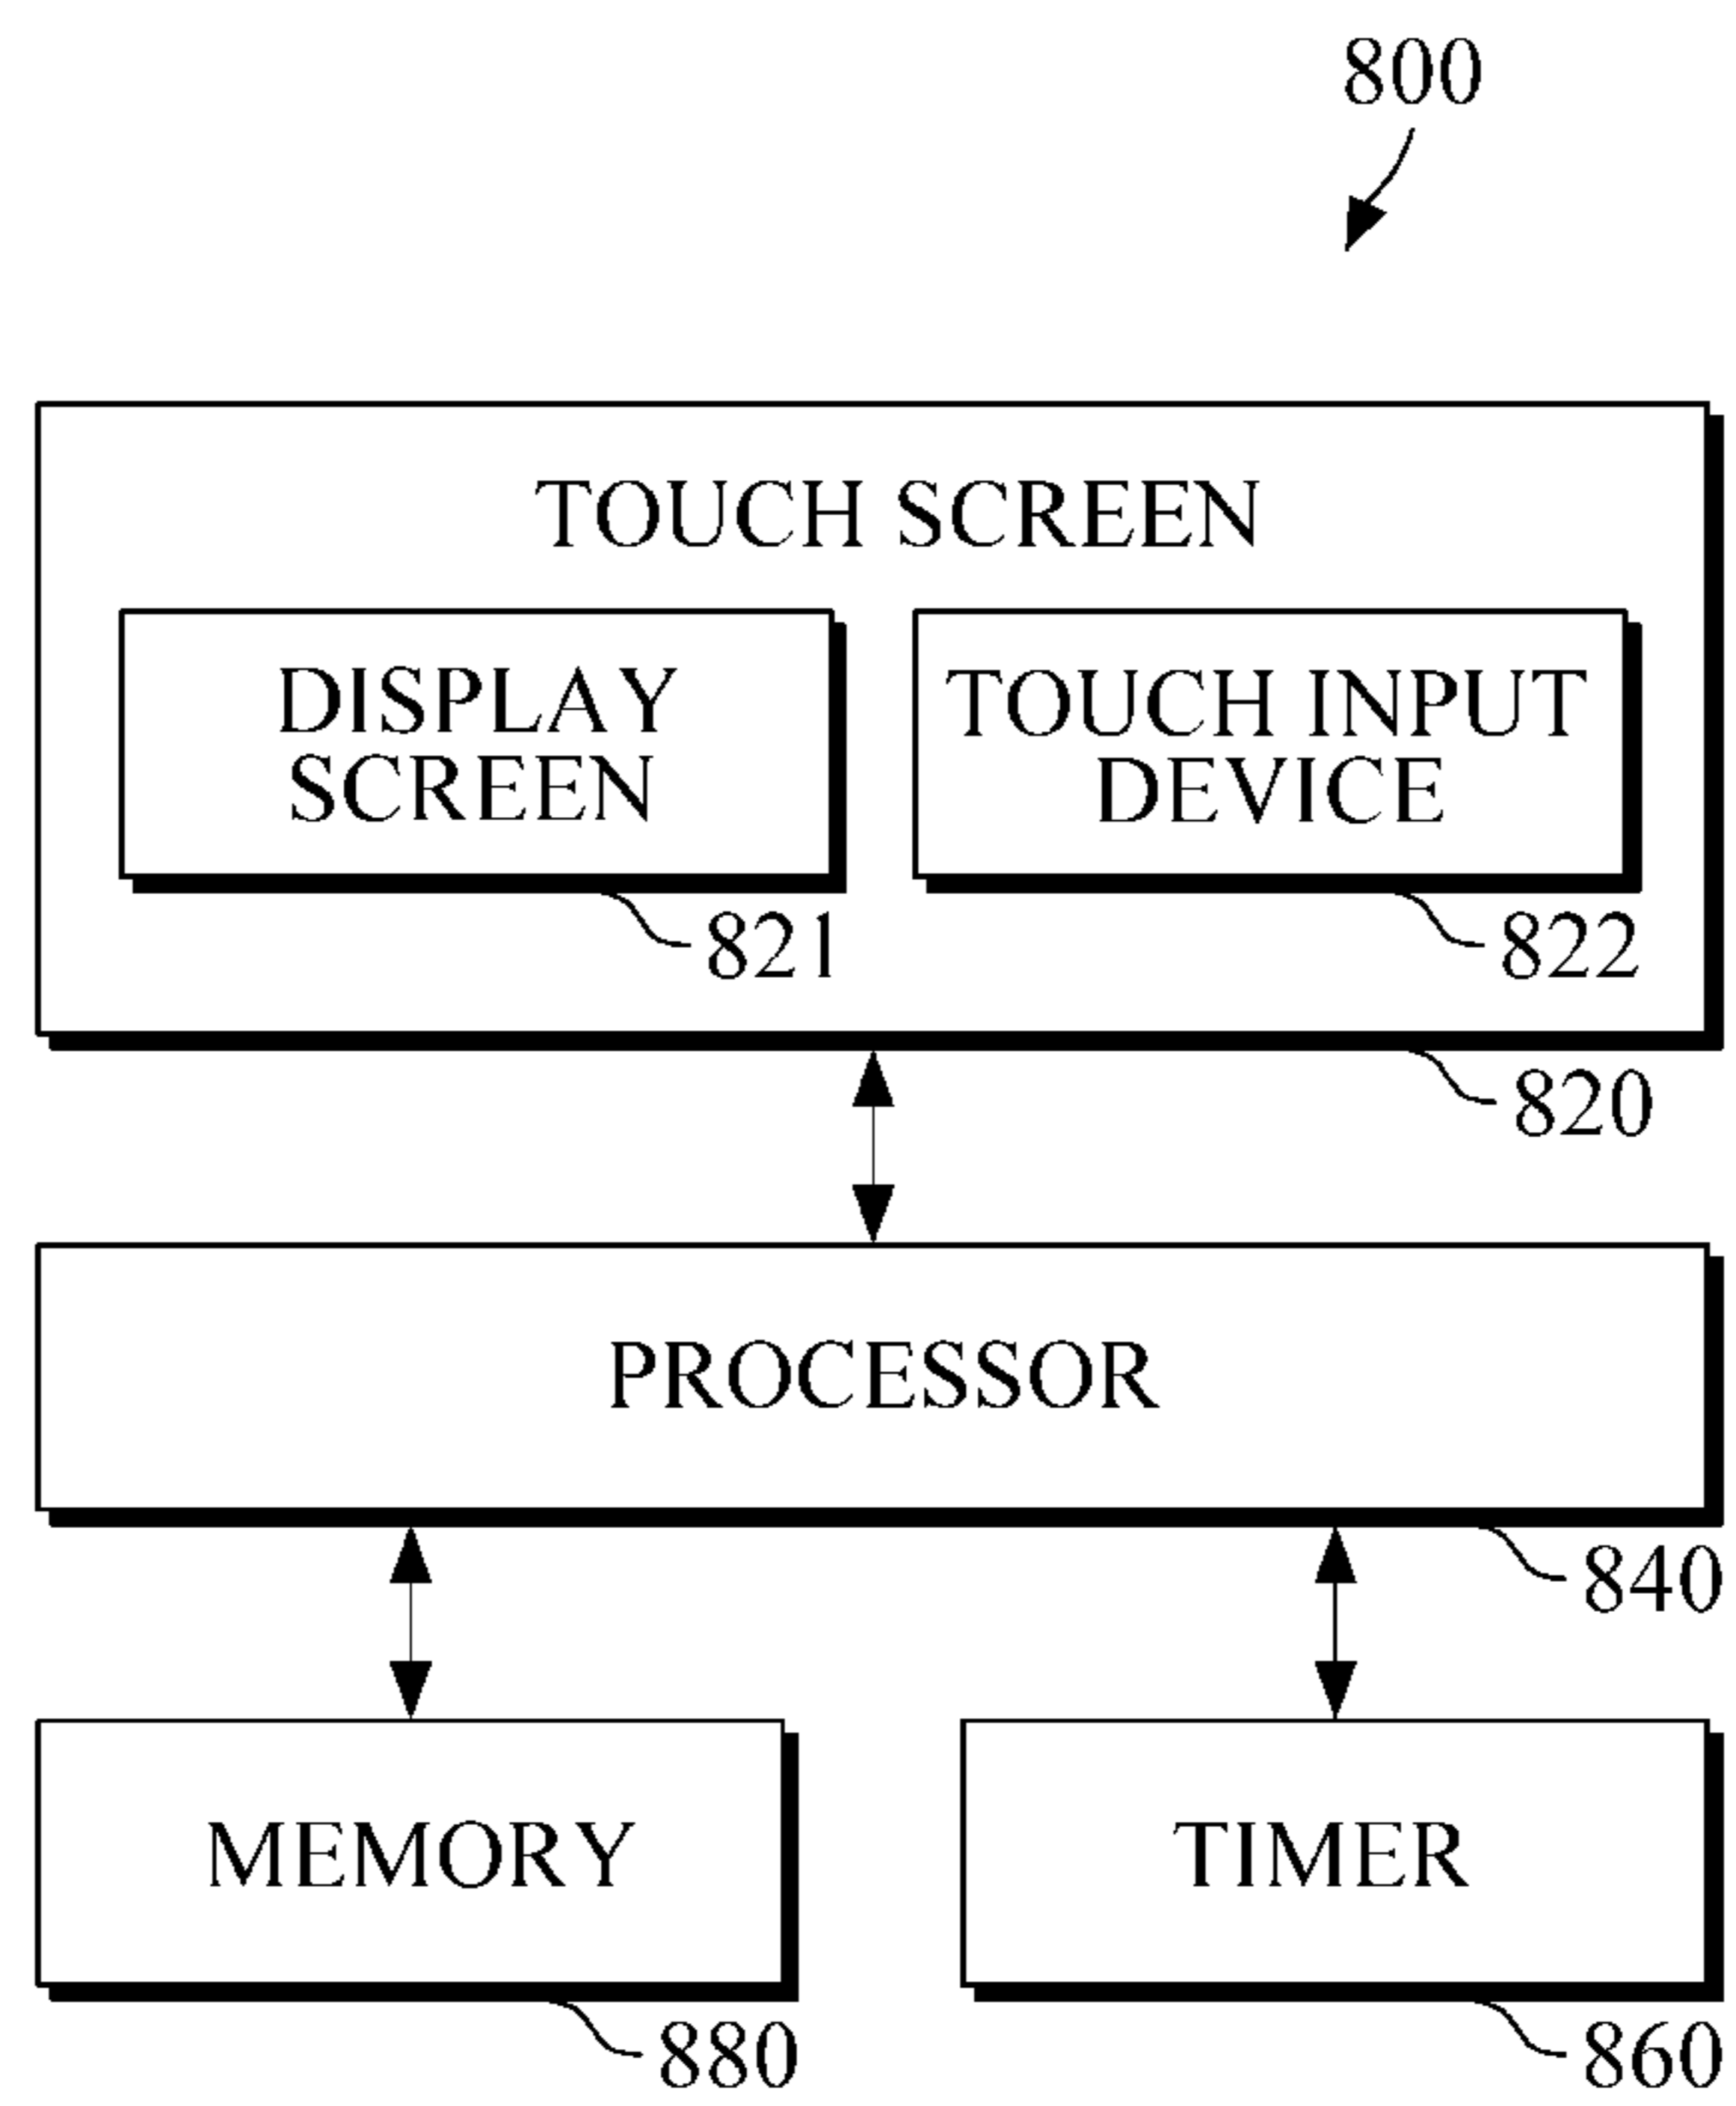 800
TOUCH SCREEN
DISPLAY
SCREEN
821
TOUCH INPUT
DEVICE
822
820
PROCESSOR
840
MEMORY
880
TIMER
860